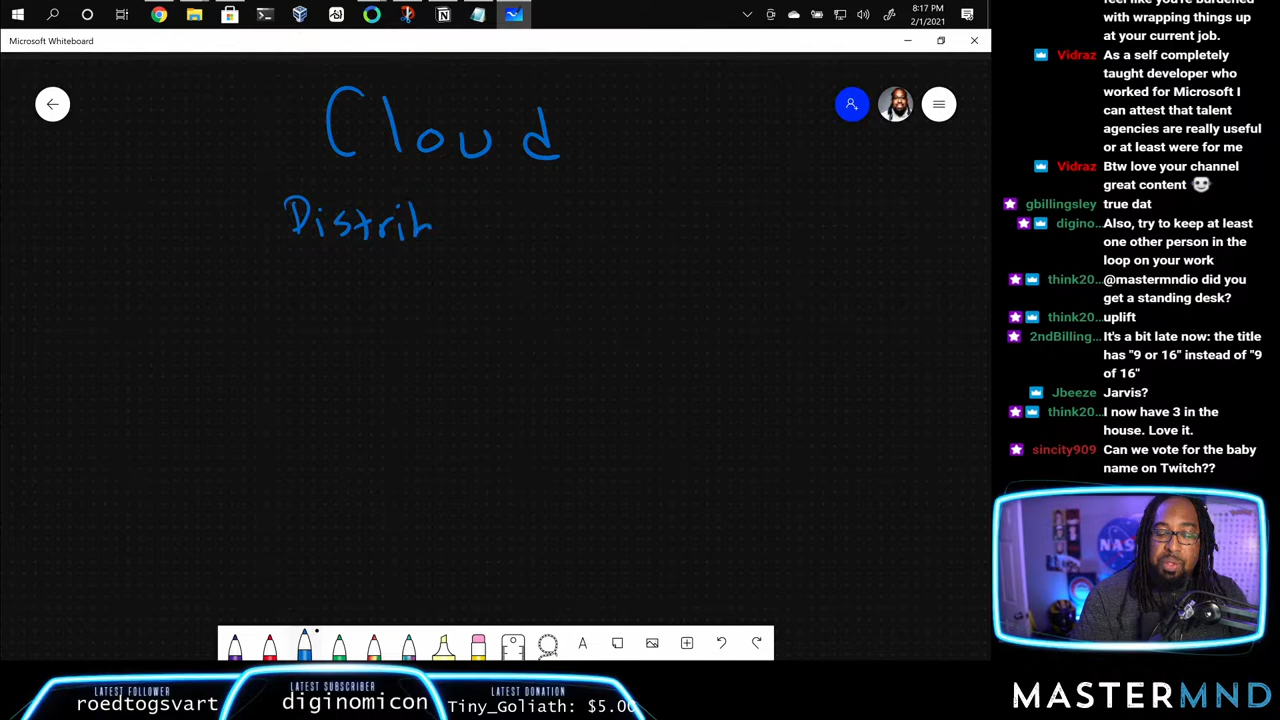 8:17 PM
2/1/2021
Microsoft Whiteboard
Cloud
Distrib
A
feel like you're burdened
with wrapping things up
at your current job.
Vidraz As a self completely
taught developer who
worked for Microsoft I
can attest that talent
agencies are really useful
or at least were for me
Vidraz Btw love your channel
great content
gbillingsley true dat
digino... Also, try to keep at least
one other person in the
loop on your work
think20... @mastermndio did you
get a standing desk?
think20... uplift
2ndBilling... It's a bit late now: the title
has "9 or 16" instead of "9
of 16"
Jbeeze Jarvis?
think20... I now have 3 in the
house. Love it.
sincity909 Can we vote for the baby
name on Twitch??
NASA
LATEST FOLLOWER
roedtogsvart
LATEST SUBSCRIBER
diginomicon
LATEST DONATION
Tiny_Goliath: $5.00
MASTERMND